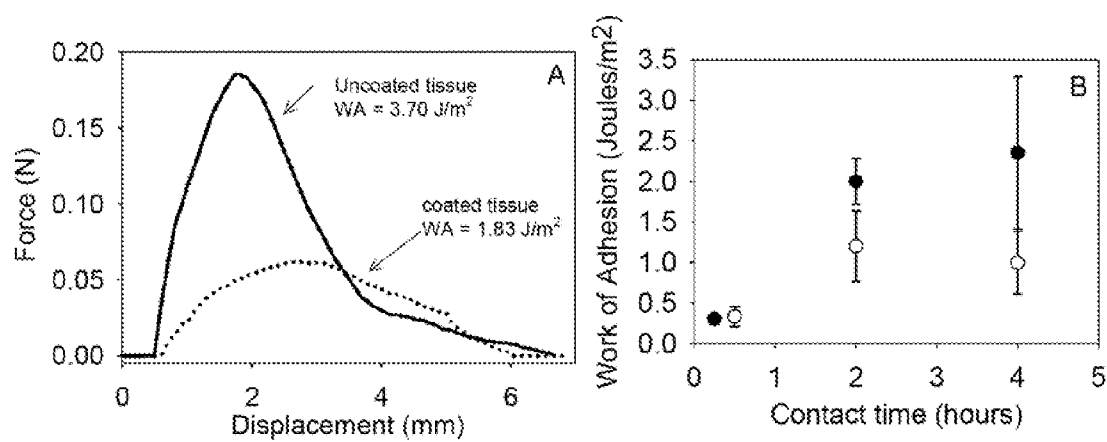 A
0.20
0.15
0.10
0.05
0.00
Force (N)
Uncoated tissue
WA = 3.70 J/m²
coated tissue
WA = 1.83 J/m²
0 2 4 6
Displacement (mm)
B
3.5
3.0
2.5
2.0
1.5
1.0
0.5
0.0
Work of Adhesion (Joules/m²)
0 1 2 3 4 5
Contact time (hours)